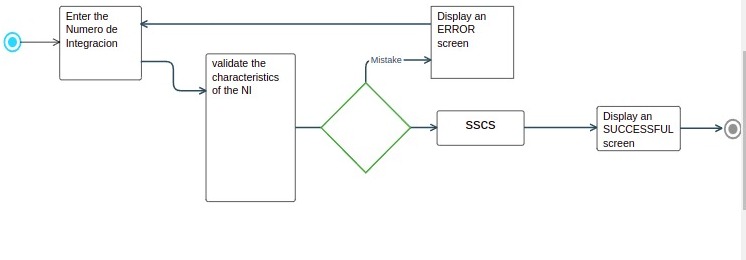 Enter the
Numero de
Integracion
validate the
characteristics
of the NI
Mistake
Display an
ERROR
screen
SSCS
Display an
SUCCESSFUL
screen